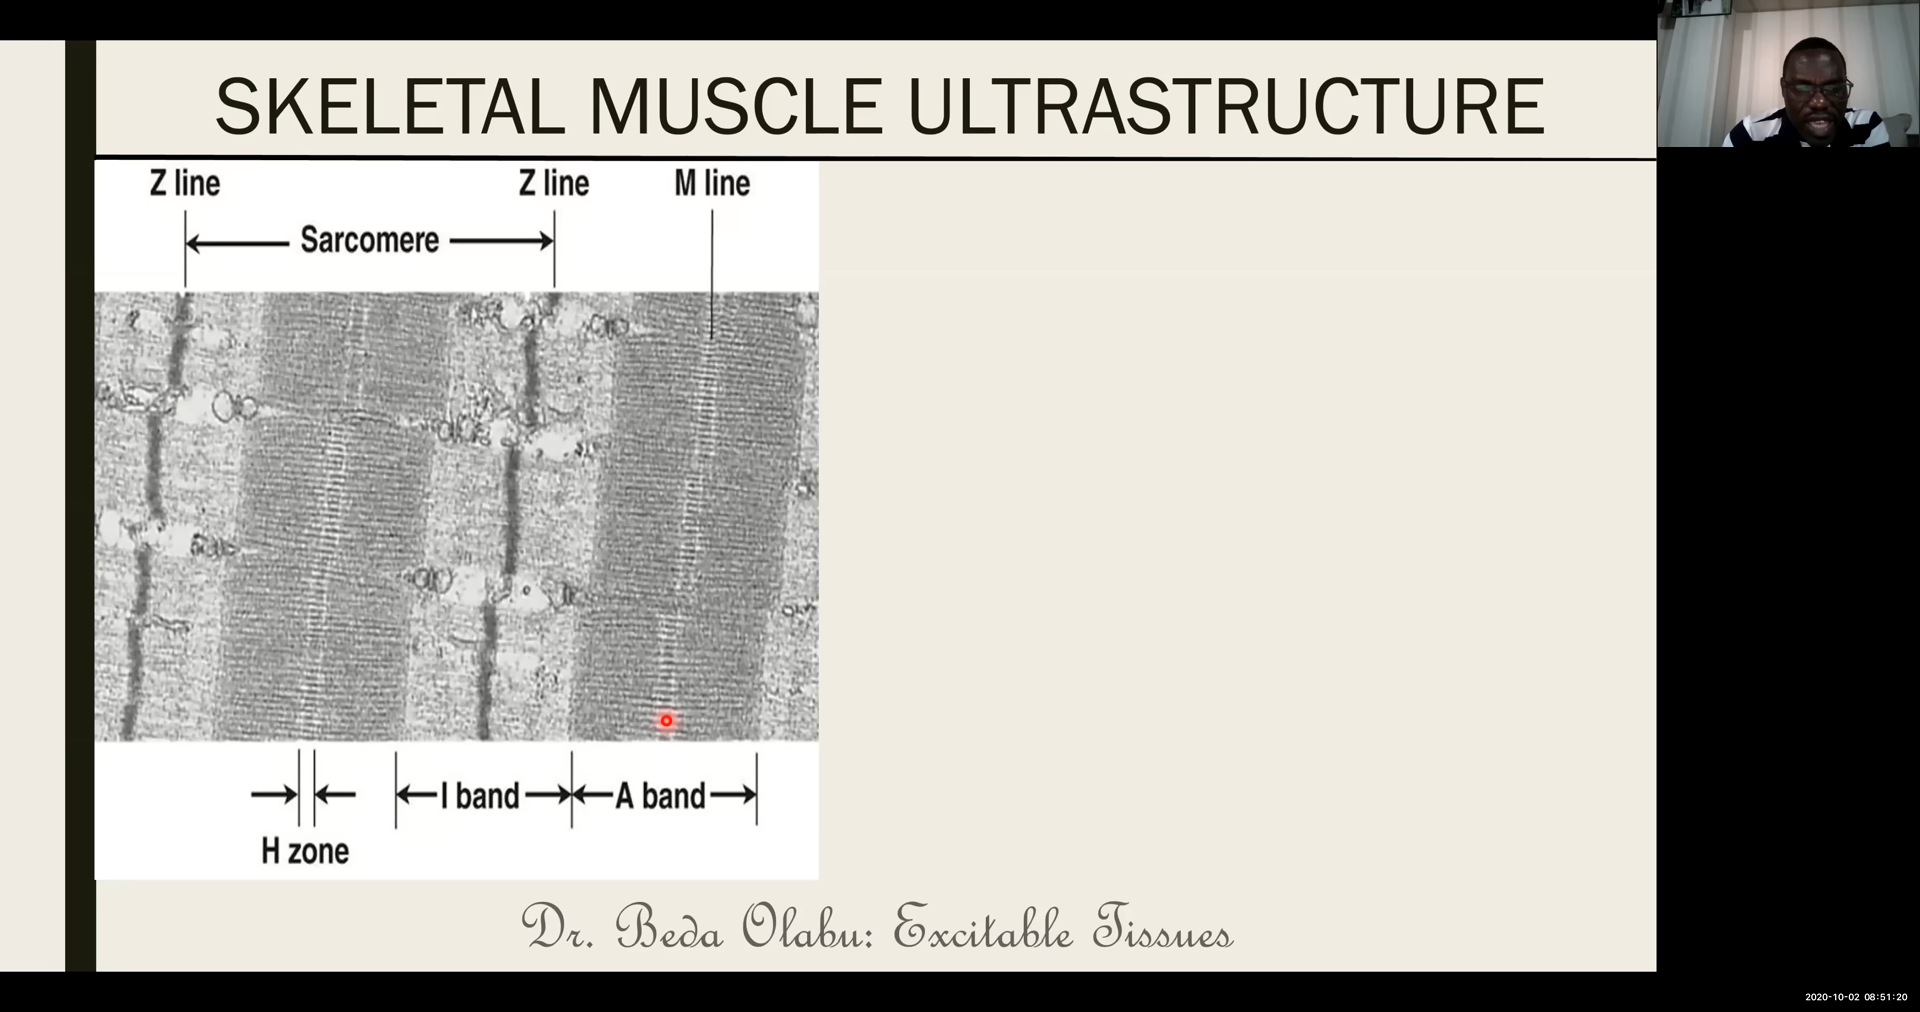 SKELETAL MUSCLE ULTRASTRUCTURE
Z line Z line M line
Sarcomere
I band A band
H zone
Dr. Beda Olabu: Excitable Tissues
2020-10-02 08:51:20